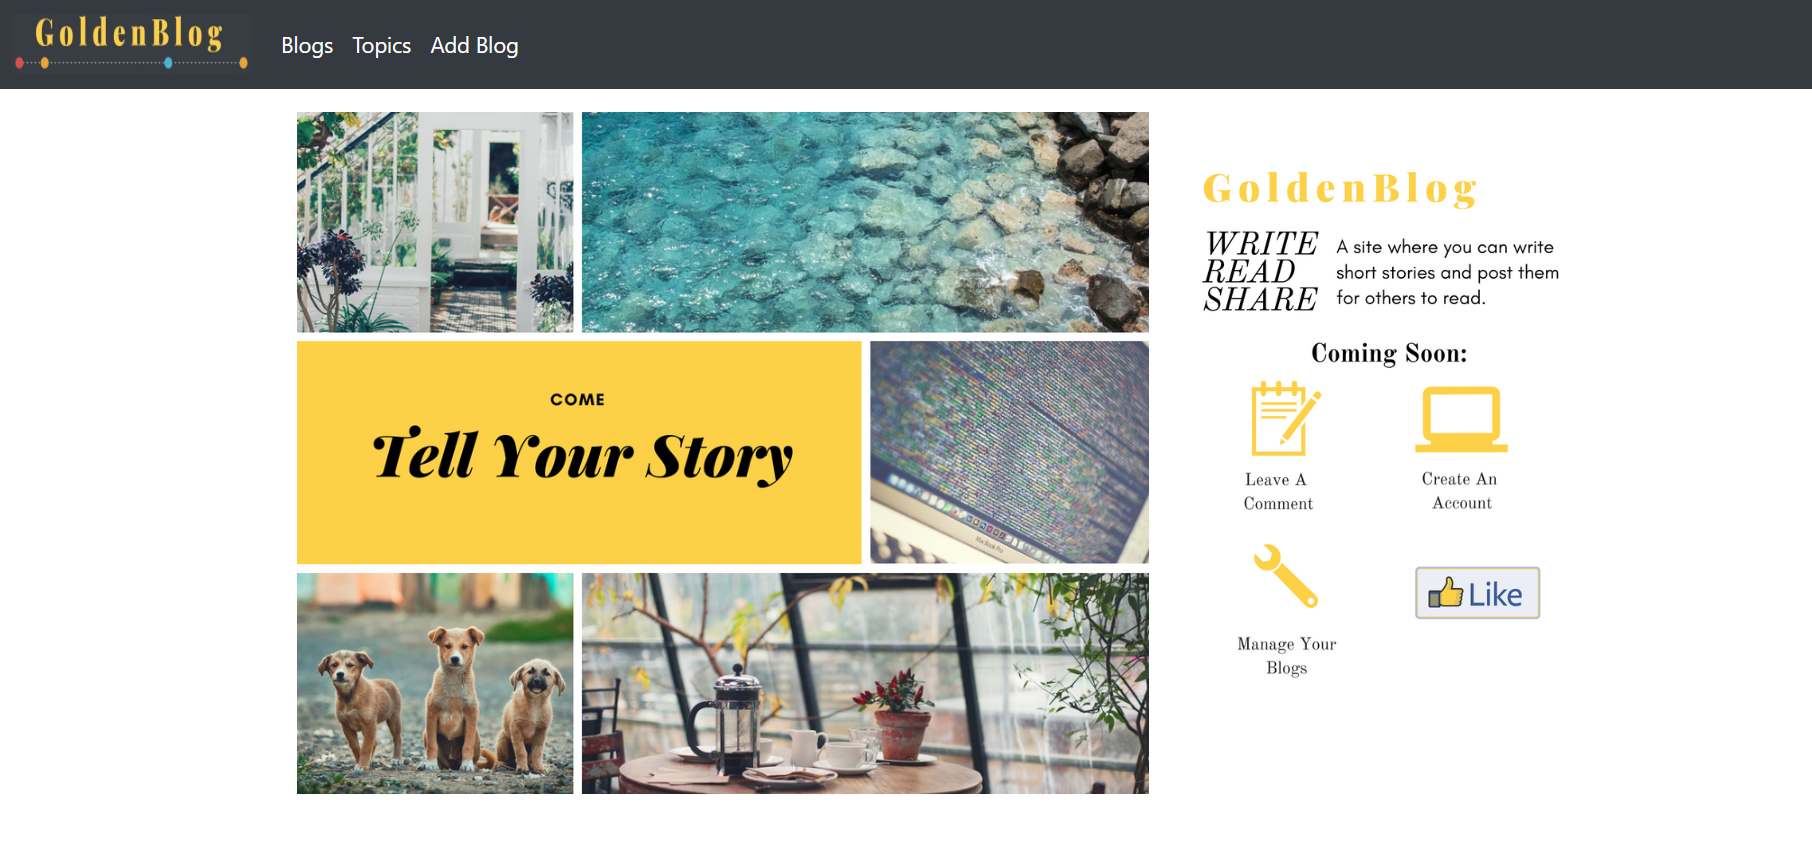 GoldenBlog
Blogs Topics Add Blog
COME
Tell Your Story
MacBook Pro
GoldenBlog
WRITE
READ
SHARE
A site where you can write
short stories and post them
for others to read.
Coming Soon:
Leave A
Comment
Create An
Account
Manage Your
Blogs
Like